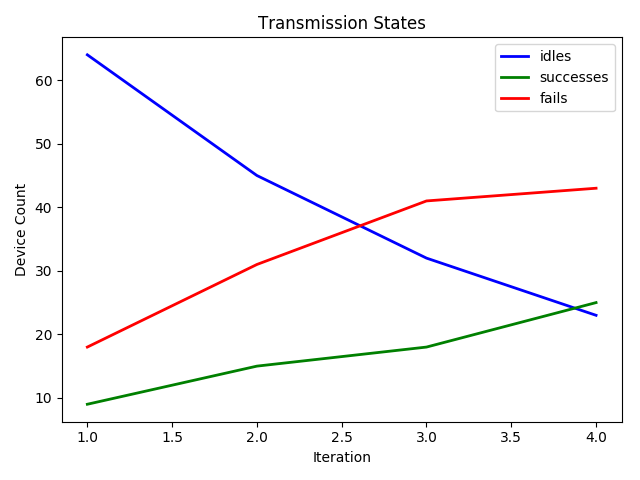 Transmission States
idles
successes
fails
Device Count
60
50
40
30
20
10
1.0 1.5 2.0 2.5 3.0 3.5 4.0
Iteration